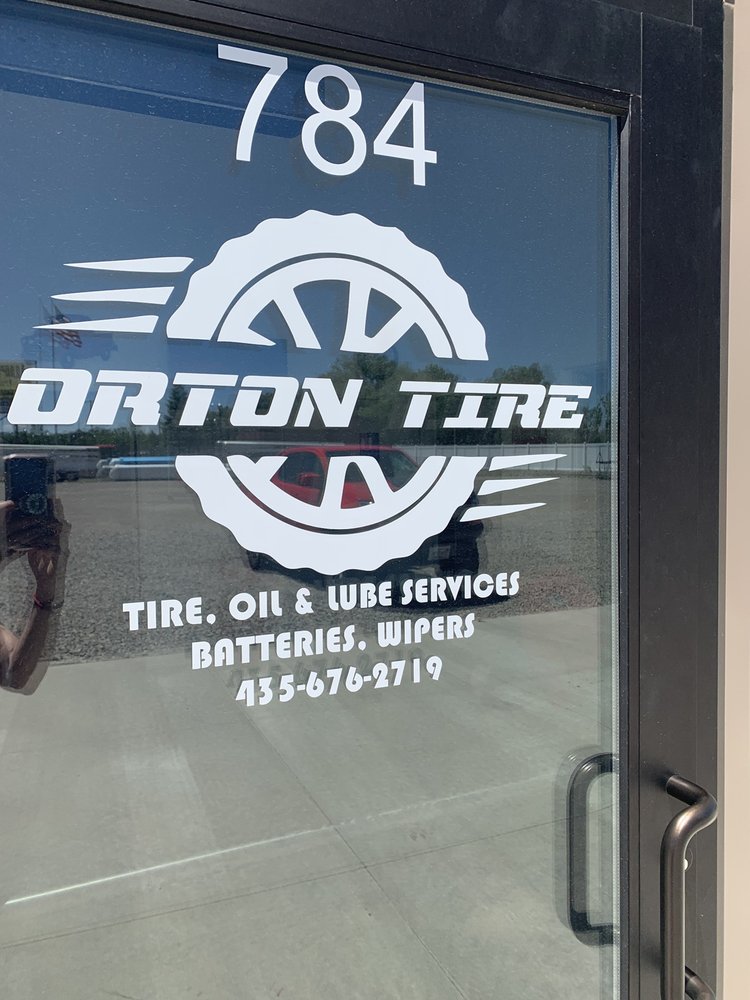 784
ORTON TIRE
TIRE, OIL & LUBE SERVICES
BATTERIES, WIPERS
435-676-2719